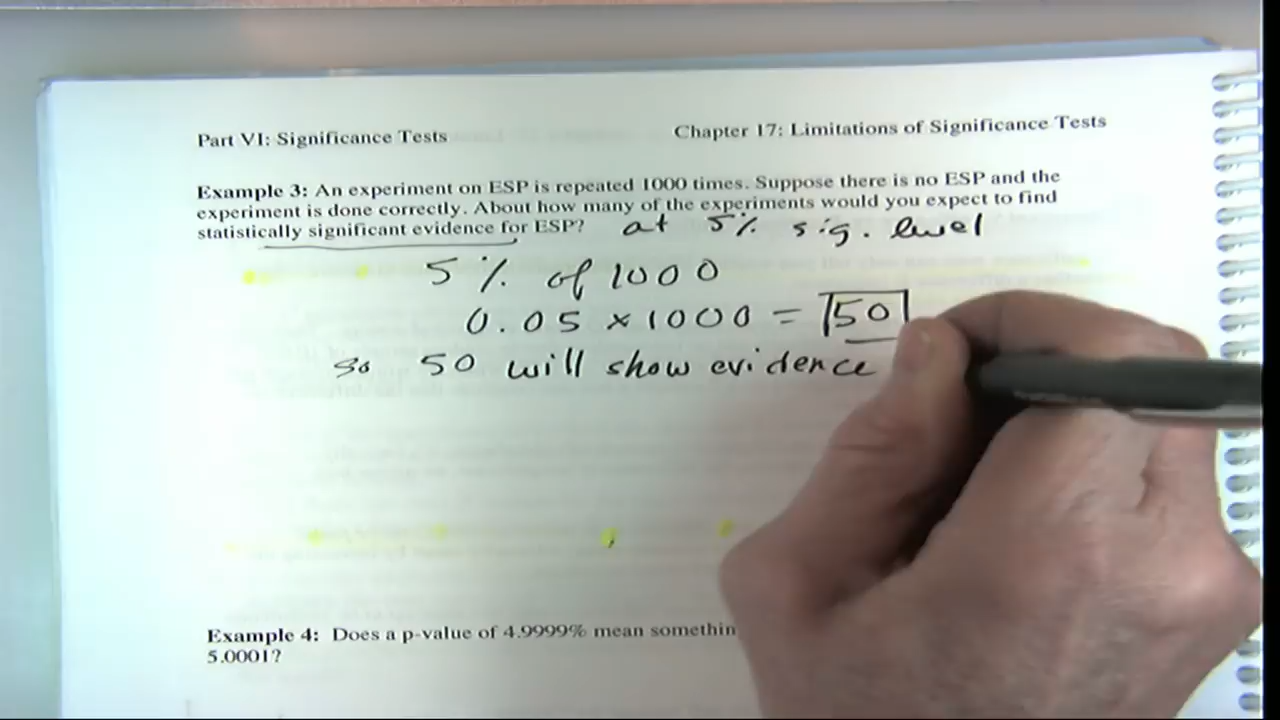 Part VI: Significance Tests
Chapter 17: Limitations of Significance Tests
Example 3: An experiment on ESP is repeated 1000 times. Suppose there is no ESP and the
experiment is done correctly. About how many of the experiments would you expect to find
statistically significant evidence for ESP? at 5% sig. level
5% of 1000
0.05 × 1000 = 50
so 50 will show evidence
Example 4: Does a p-value of 4.9999% mean somethin
5.0001?